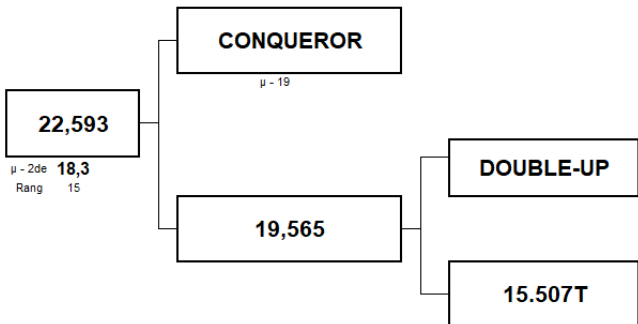 CONQUEROR
μ - 19
22,593
μ - 2de 18,3
Rang 15
DOUBLE-UP
19,565
15.507T